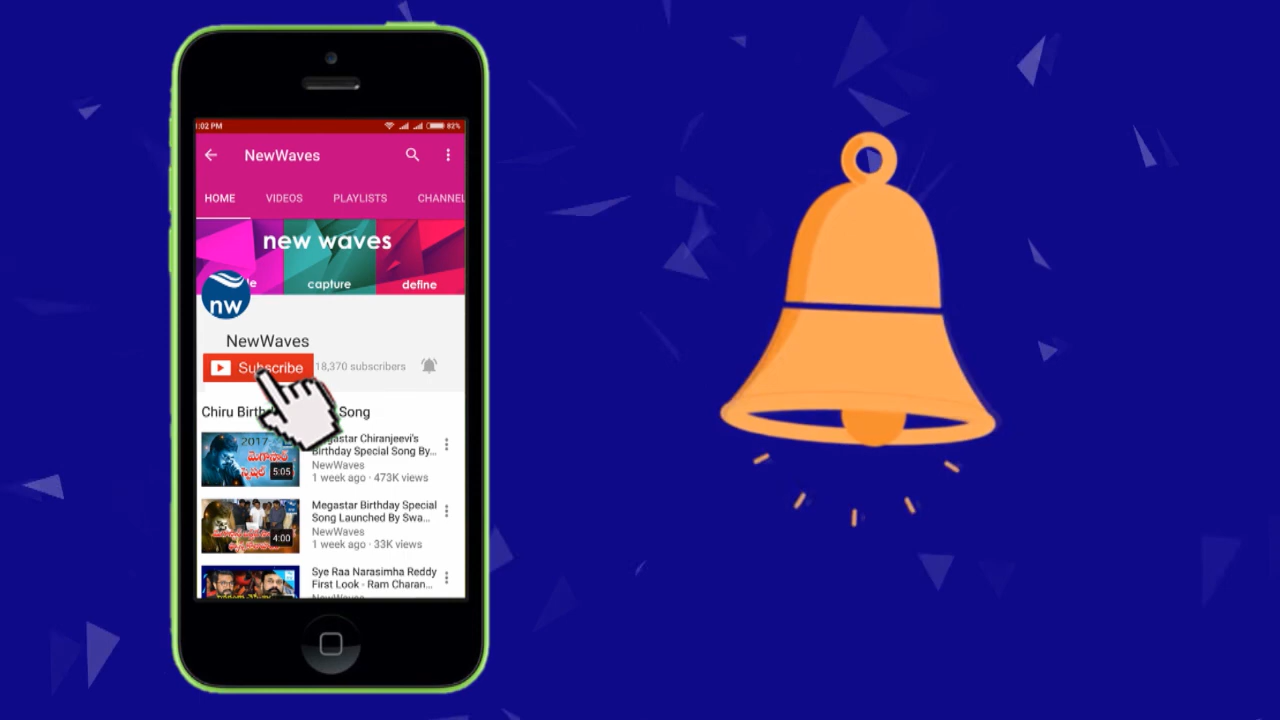 1:02 PM
82%
NewWaves
HOME
VIDEOS
PLAYLISTS
CHANNEL
new waves
capture
define
nw
NewWaves
Subscribe
18,370 subscribers
Chiru Birth
Song
2017
మెగాస్టార్
స్పెషల్
5:05
Megastar Chiranjeevi's
Birthday Special Song By...
NewWaves
1 week ago · 473K views
4:00
Megastar Birthday Special
Song Launched By Swa...
NewWaves
1 week ago · 33K views
Sye Raa Narasimha Reddy
First Look - Ram Charan...
NewWaves